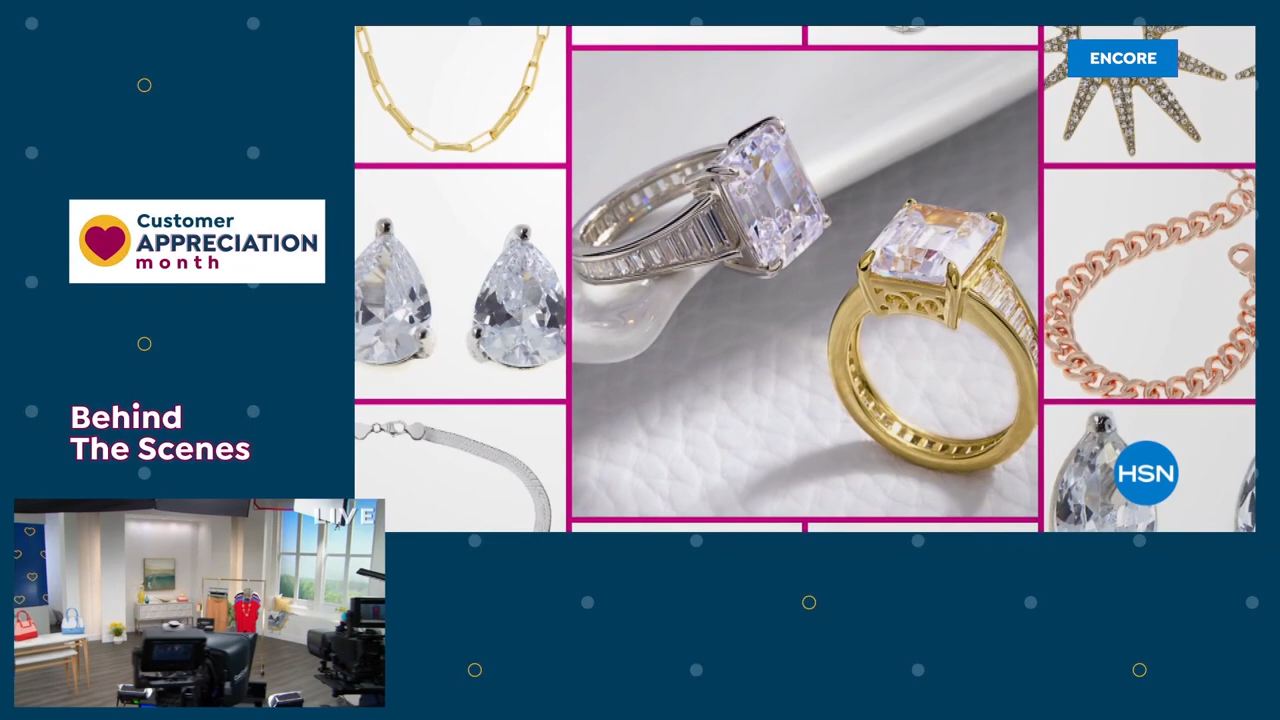 ENCORE
Customer
APPRECIATION
month
Behind
The Scenes
HSN
LIVE